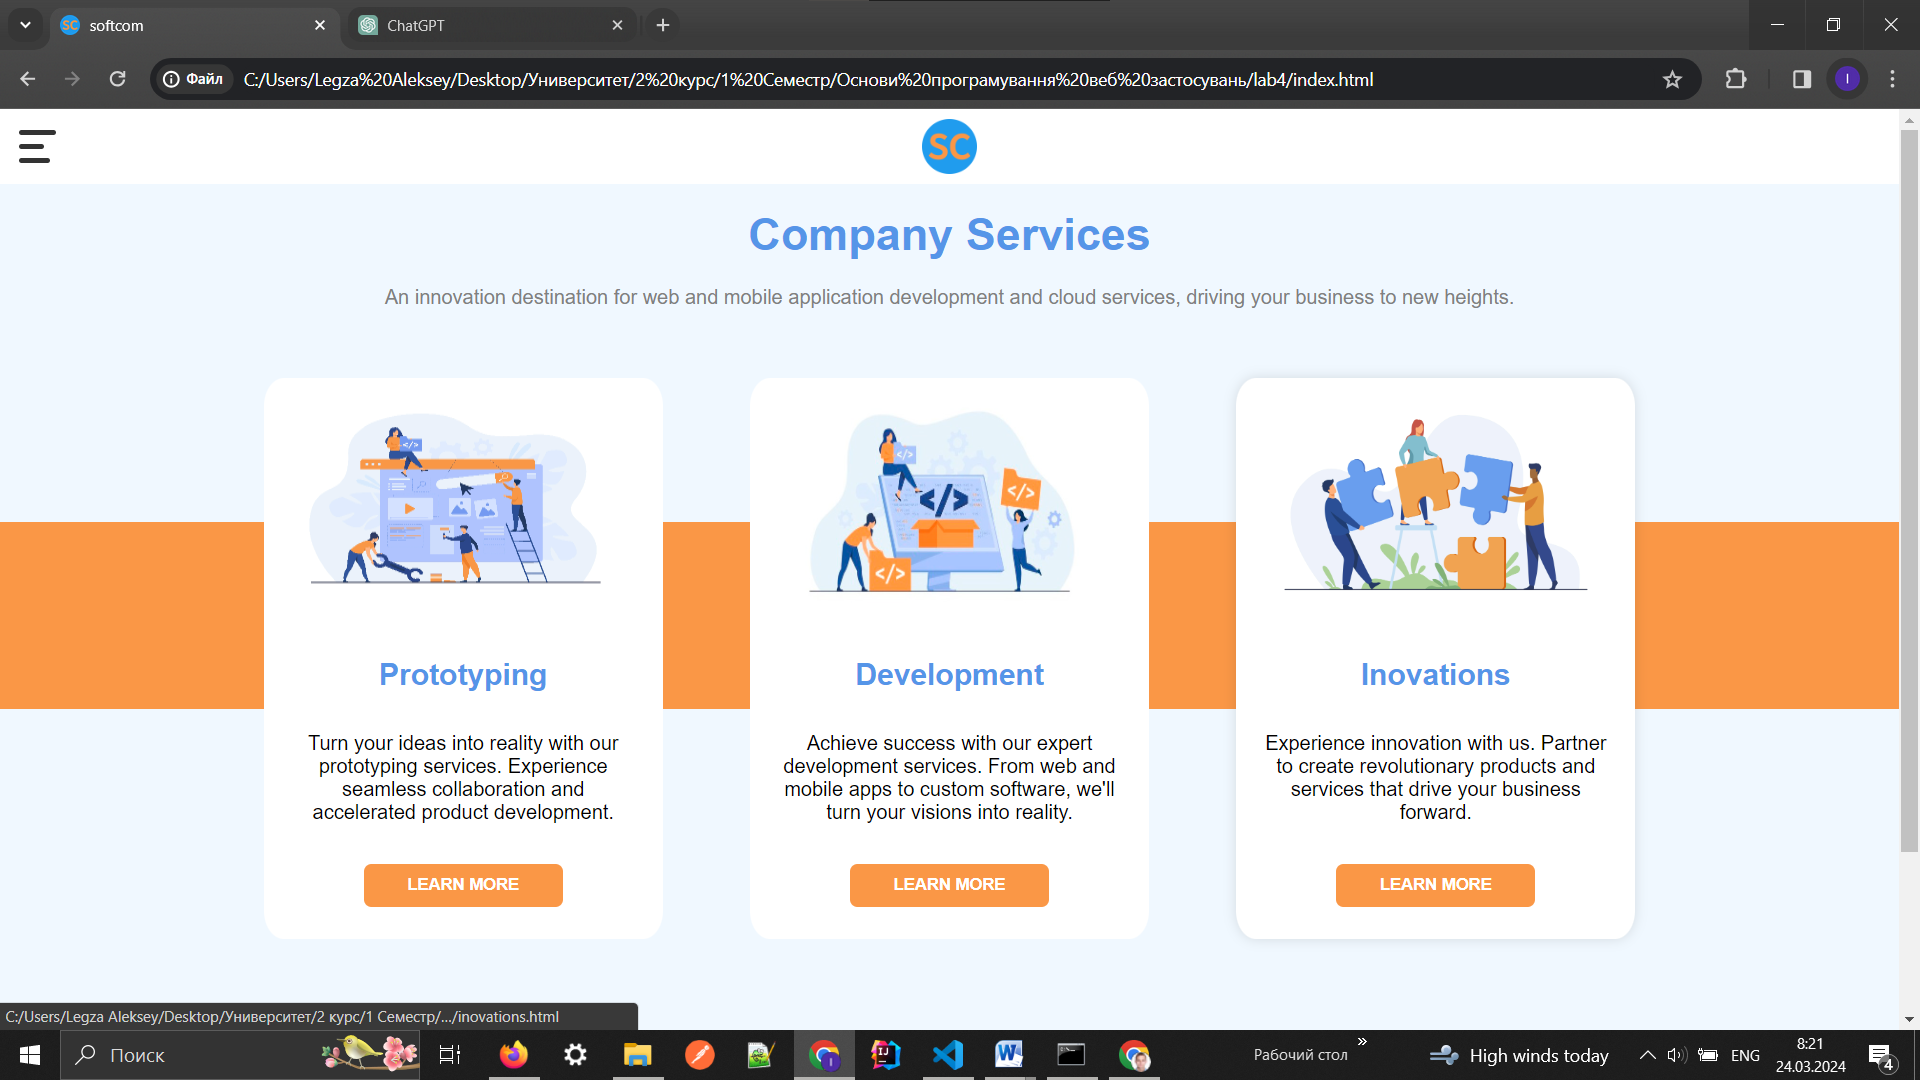 softcom
ChatGPT
Файл
C:/Users/Legza%20Aleksey/Desktop/Университет/2%20курс/1%20Семестр/Основи%20програмування%20веб%20застосувань/lab4/index.html
I
SC
Company Services
An innovation destination for web and mobile application development and cloud services, driving your business to new heights.
Prototyping
Turn your ideas into reality with our
prototyping services. Experience
seamless collaboration and
accelerated product development.
LEARN MORE
Development
Achieve success with our expert
development services. From web and
mobile apps to custom software, we'll
turn your visions into reality.
LEARN MORE
Inovations
Experience innovation with us. Partner
to create revolutionary products and
services that drive your business
forward.
LEARN MORE
C:/Users/Legza Aleksey/Desktop/Университет/2 курс/1 Семестр/.../inovations.html
Поиск
Рабочий стол
High winds today
ENG
8:21
24.03.2024
4